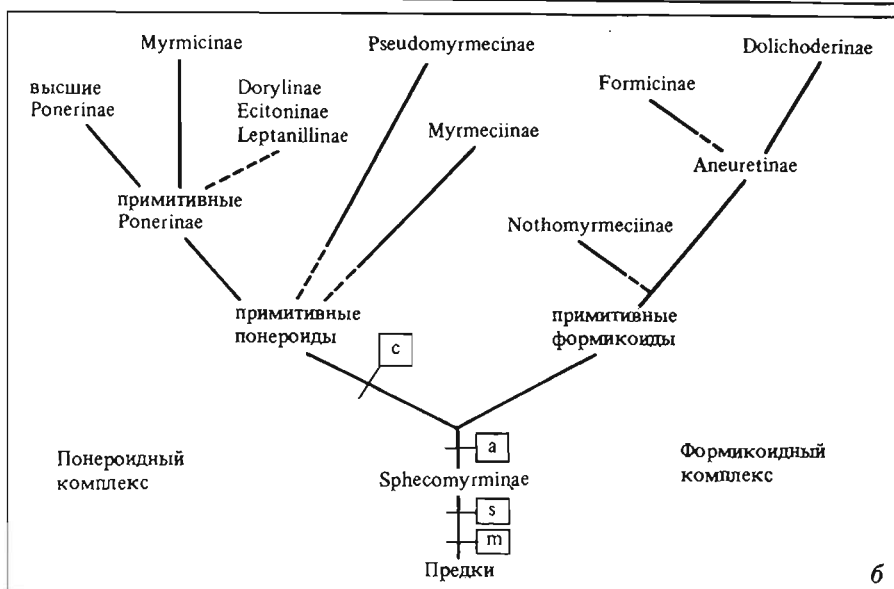 Myrmicinae
Pseudomyrmecinae
Dolichoderinae
высшие
Ponerinae
Dorylinae
Ecitoninae
Leptanillinae
Formicinae
Myrmeciinae
Aneuretinae
примитивные
Ponerinae
Nothomyrmeciinae
примитивные
понероиды
примитивные
формикоиды
c
a
Понероидный
комплекс
Формикоидный
комплекс
Sphecomyrminae
s
m
Предки
б